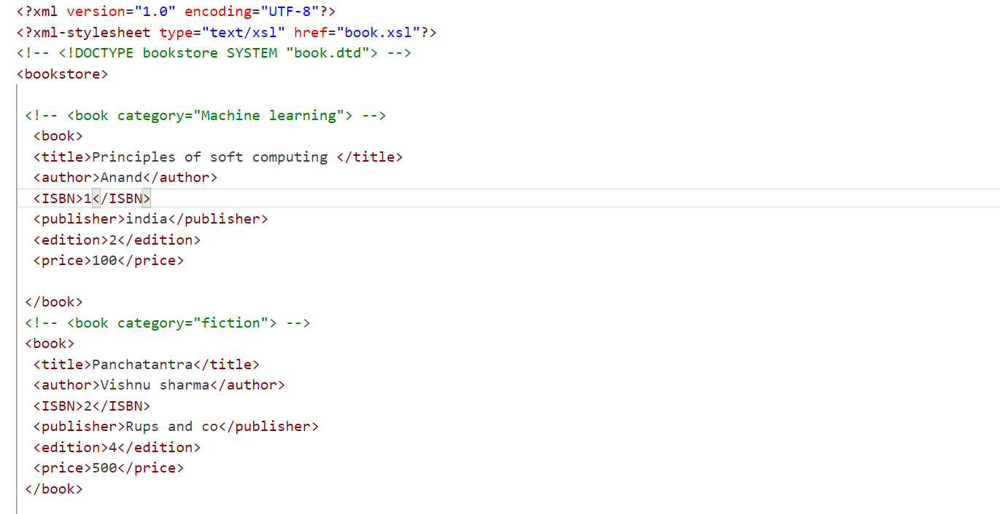 <?xml version="1.0" encoding="UTF-8"?>
<?xml-stylesheet type="text/xsl" href="book.xsl"?>
<!-- <!DOCTYPE bookstore SYSTEM "book.dtd"> -->
<bookstore>
<!-- <book category="Machine learning"> -->
<book>
<title>Principles of soft computing </title>
<author>Anand</author>
<ISBN>1</ISBN>
<publisher>india</publisher>
<edition>2</edition>
<price>100</price>
</book>
<!-- <book category="fiction"> -->
<book>
<title>Panchatantra</title>
<author>Vishnu sharma</author>
<ISBN>2</ISBN>
<publisher>Rups and co</publisher>
<edition>4</edition>
<price>500</price>
</book>